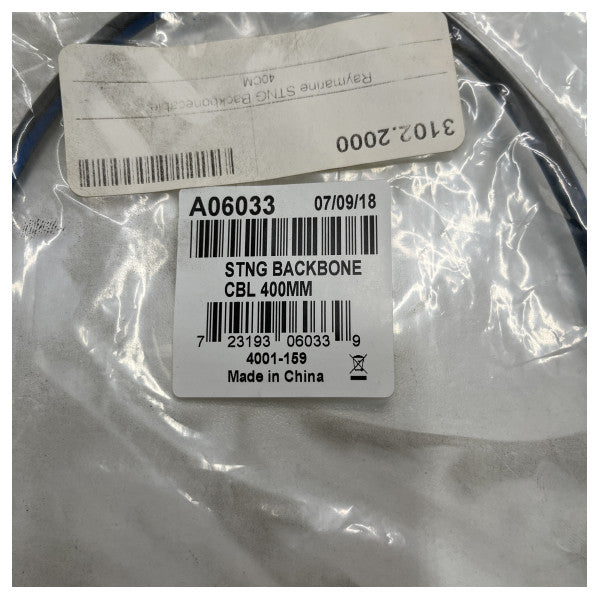 3102.2000
Raymarine STNG Backbonecable
40CM
A06033 07/09/18
STNG BACKBONE
CBL 400MM
7 23193 06033 9
4001-159
Made in China